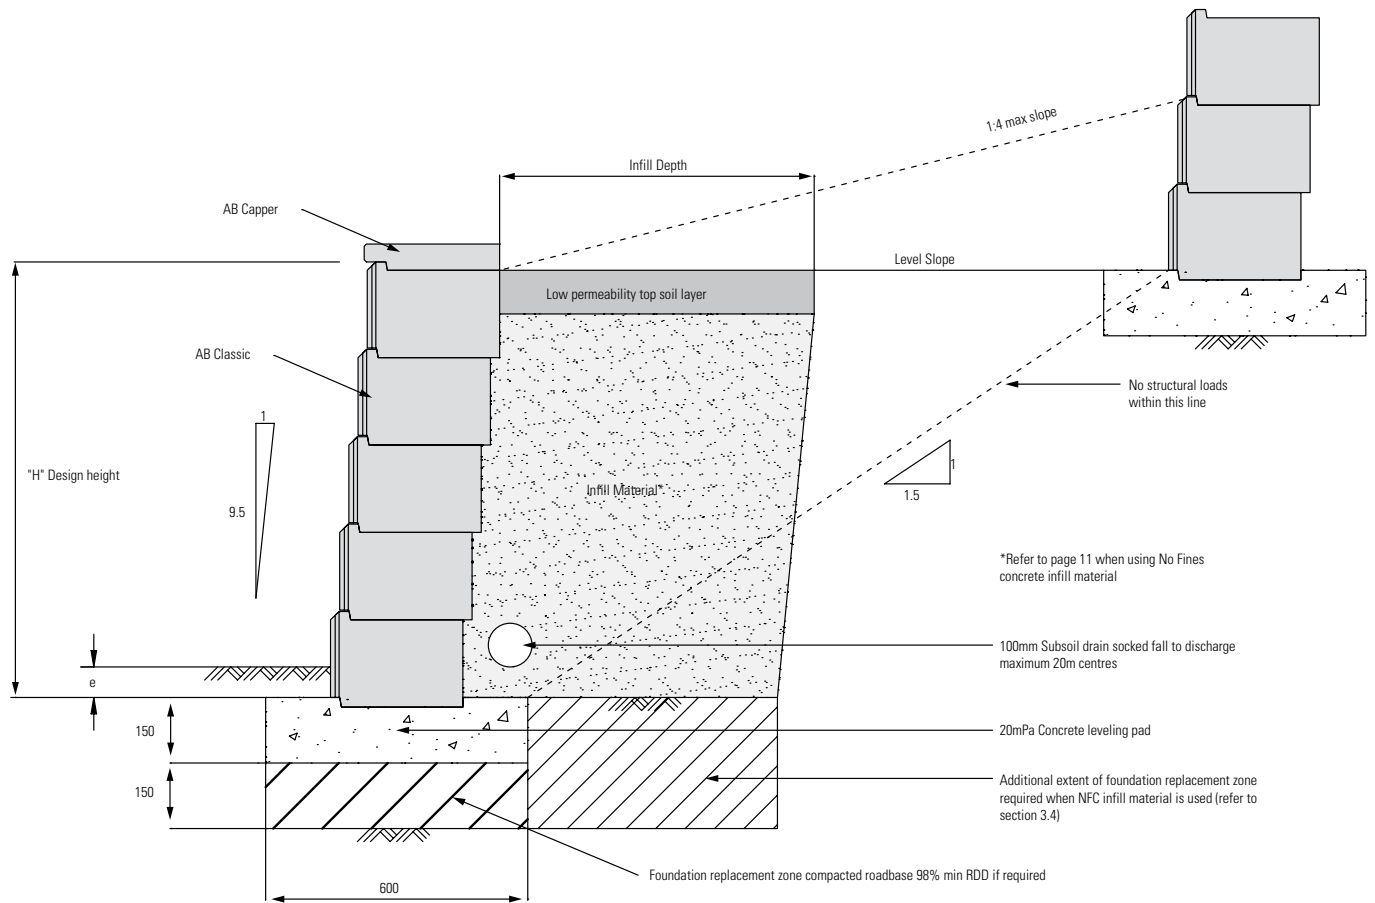 1:4 max slope
Infill Depth
AB Capper
Level Slope
Low permeability top soil layer
AB Classic
No structural loads
within this line
1
"H" Design height
9.5
Infill Material*
1
1.5
*Refer to page 11 when using No Fines
concrete infill material
100mm Subsoil drain socked fall to discharge
maximum 20m centres
e
150
20mPa Concrete leveling pad
150
Additional extent of foundation replacement zone
required when NFC infill material is used (refer to
section 3.4)
Foundation replacement zone compacted roadbase 98% min RDD if required
600